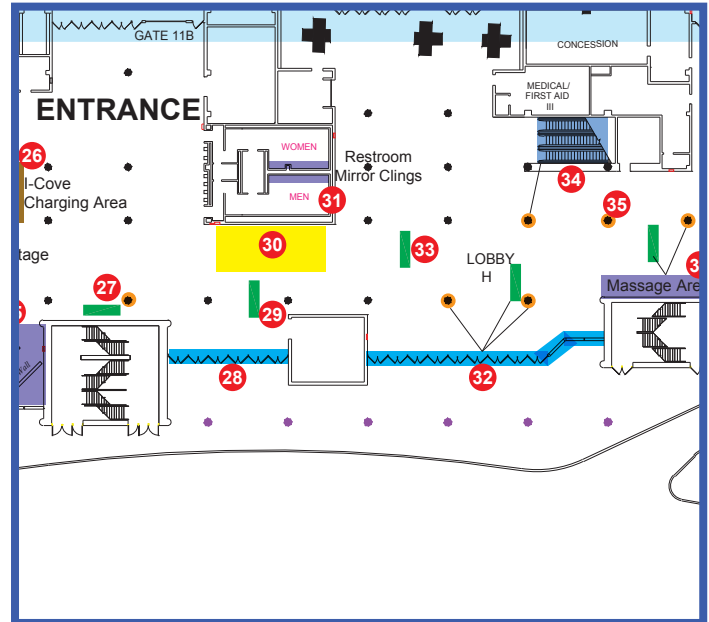 GATE 11B
CONCESSION
MEDICAL/
FIRST AID
III
ENTRANCE
WOMEN
MEN
Restroom
Mirror Clings
26
I-Cove
Charging Area
31
34
35
30
33
LOBBY
H
tage
27
29
Massage Are
28
32
Wall